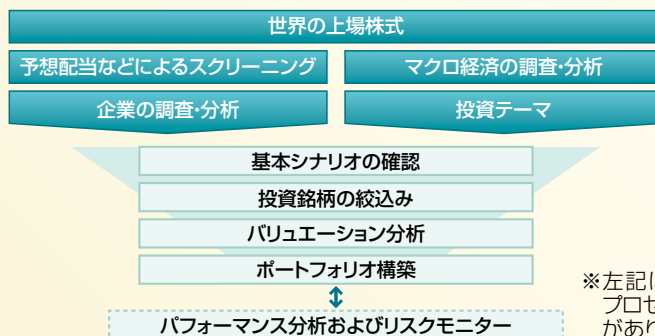 世界の上場株式
予想配当などによるスクリーニング
マクロ経済の調査・分析
企業の調査・分析
投資テーマ
基本シナリオの確認
投資銘柄の絞込み
バリュエーション分析
ポートフォリオ構築
パフォーマンス分析およびリスクモニター
※左記に
プロセ
があり